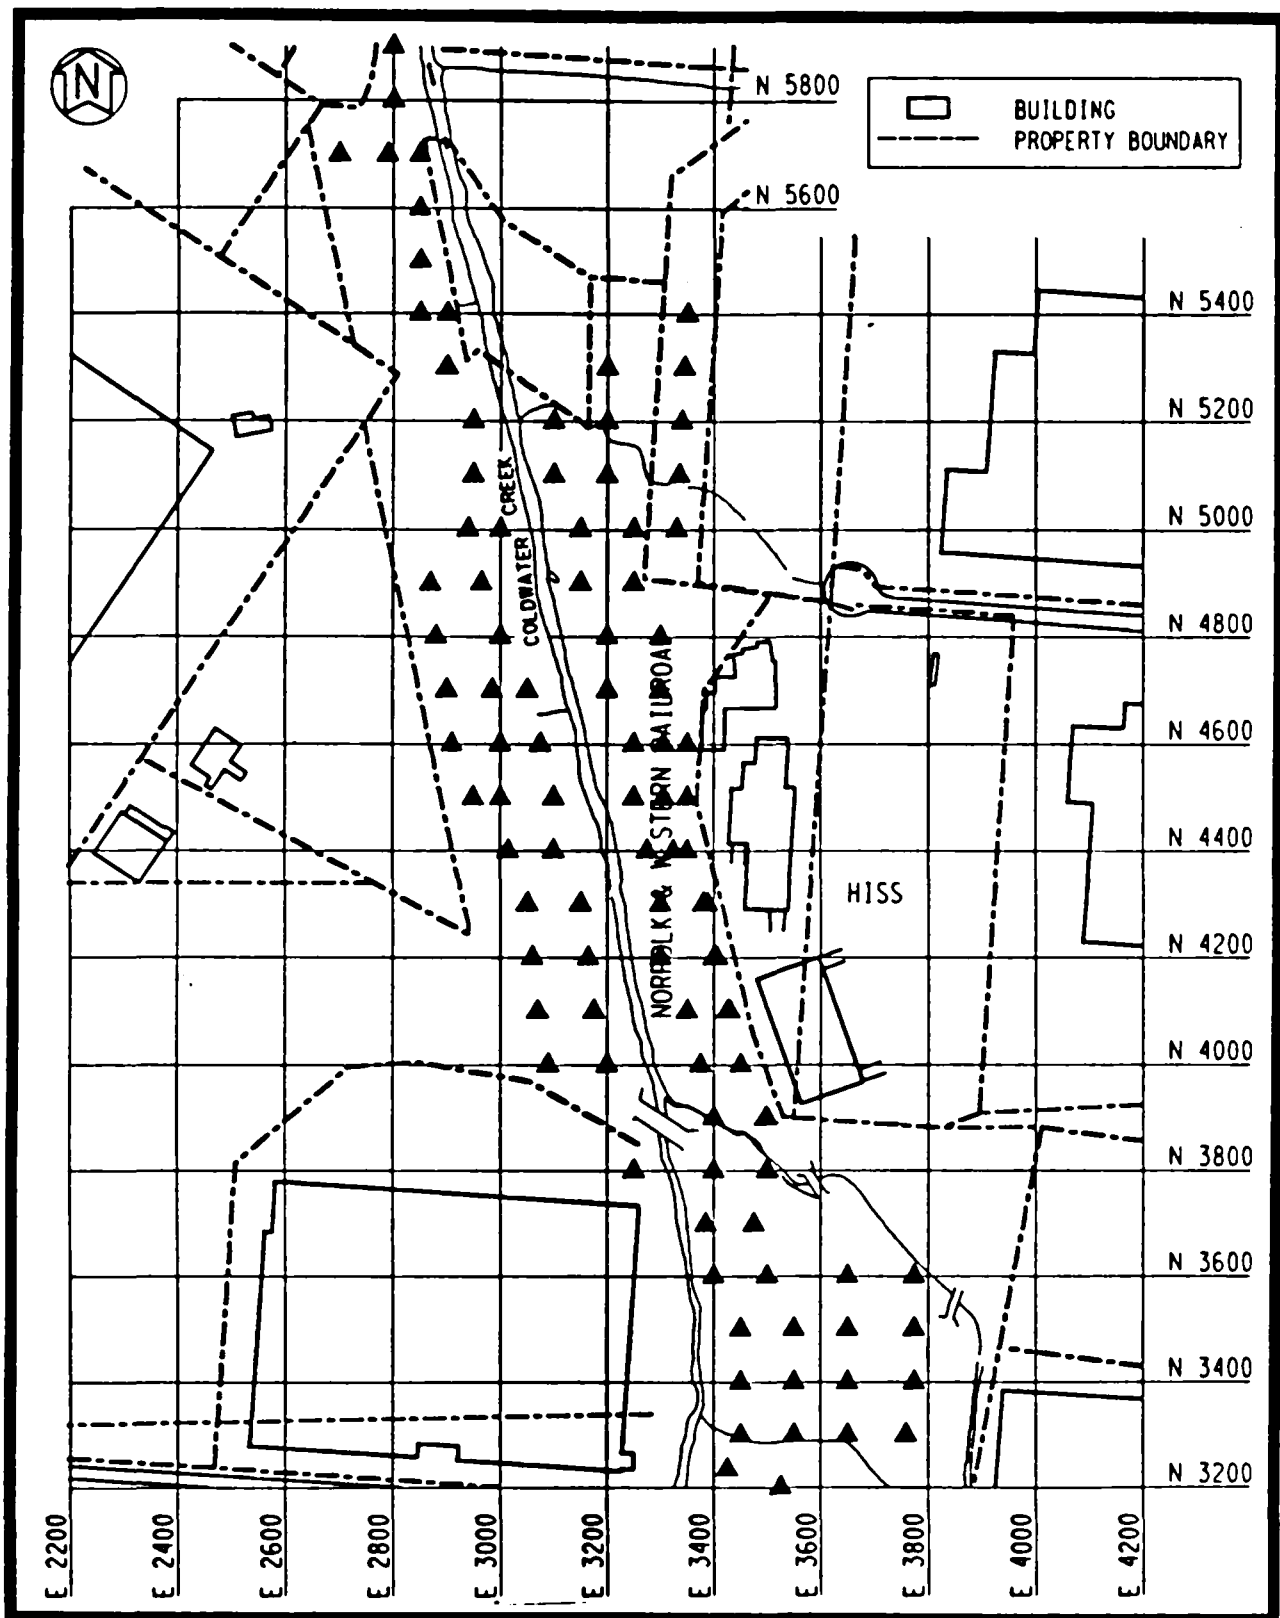 N
N 5800
BUILDING
PROPERTY BOUNDARY
N 5600
N 5400
N 5200
N 5000
N 4800
N 4600
N 4400
N 4200
N 4000
N 3800
N 3600
N 3400
N 3200
COLDWATER CREEK
HISS
E 2200
E 2400
E 2600
E 2800
E 3000
E 3200
E 3400
E 3600
E 3800
E 4000
E 4200